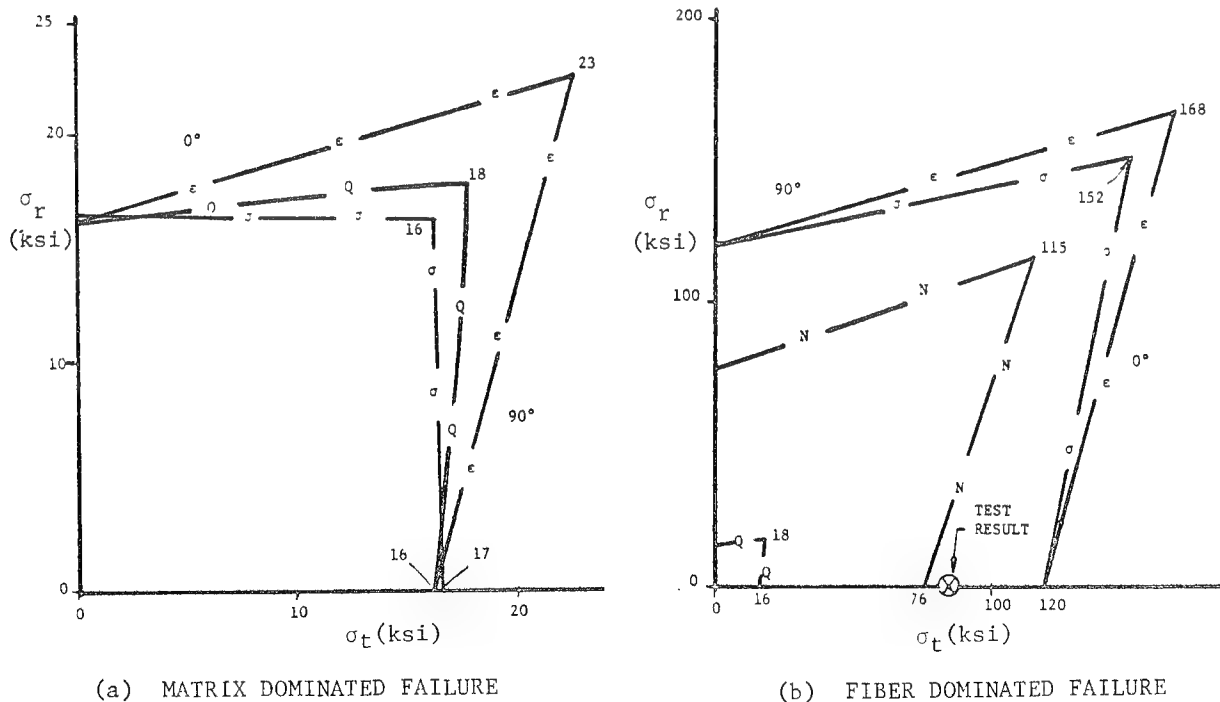 25
23
ε
0°
ε
20
ε
Q
18
σr
Q
(ksi)
σ
σ
16
ε
σ
Q
ε
10
σ
90°
Q
ε
16
17
0
0
10
20
σt(ksi)
(a) MATRIX DOMINATED FAILURE
200
168
ε
90°
ε
σ
152
σr
σ
ε
(ksi)
σ
115
N
100
N
0°
N
N
ε
σ
N
TEST
RESULT
Q
18
Q
0
0
16
76
100
120
σt(ksi)
(b) FIBER DOMINATED FAILURE